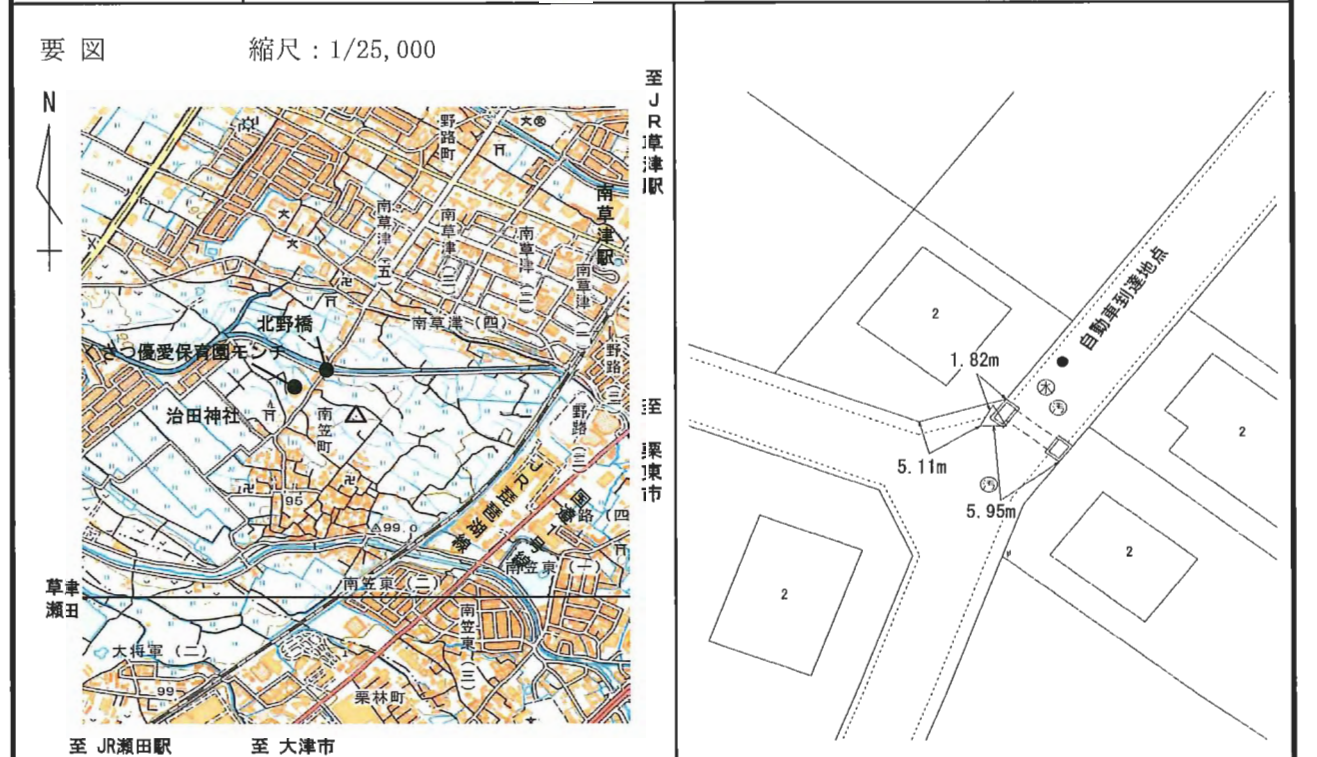 要 図
縮尺：1/25,000
N
至JR草津駅
野路町
南草津駅
南草津（五）
南草津（三）
南草津（二）
南草津（一）
北野橋
南草津（四）
くさつ優愛保育園モンチ
野路（三）
治田神社
南笠町
野路（三）
至 栗東市
JR琵琶湖線
95
99.0
路（四
国道一号線
南笠東（二）
南笠東（一）
草津
瀬田
南笠東（三）
大将軍（二）
99
栗林町
至 JR瀬田駅
至 大津市
自動車到達地点
2
1.82m
水
汚
2
5.11m
汚
5.95m
2
2